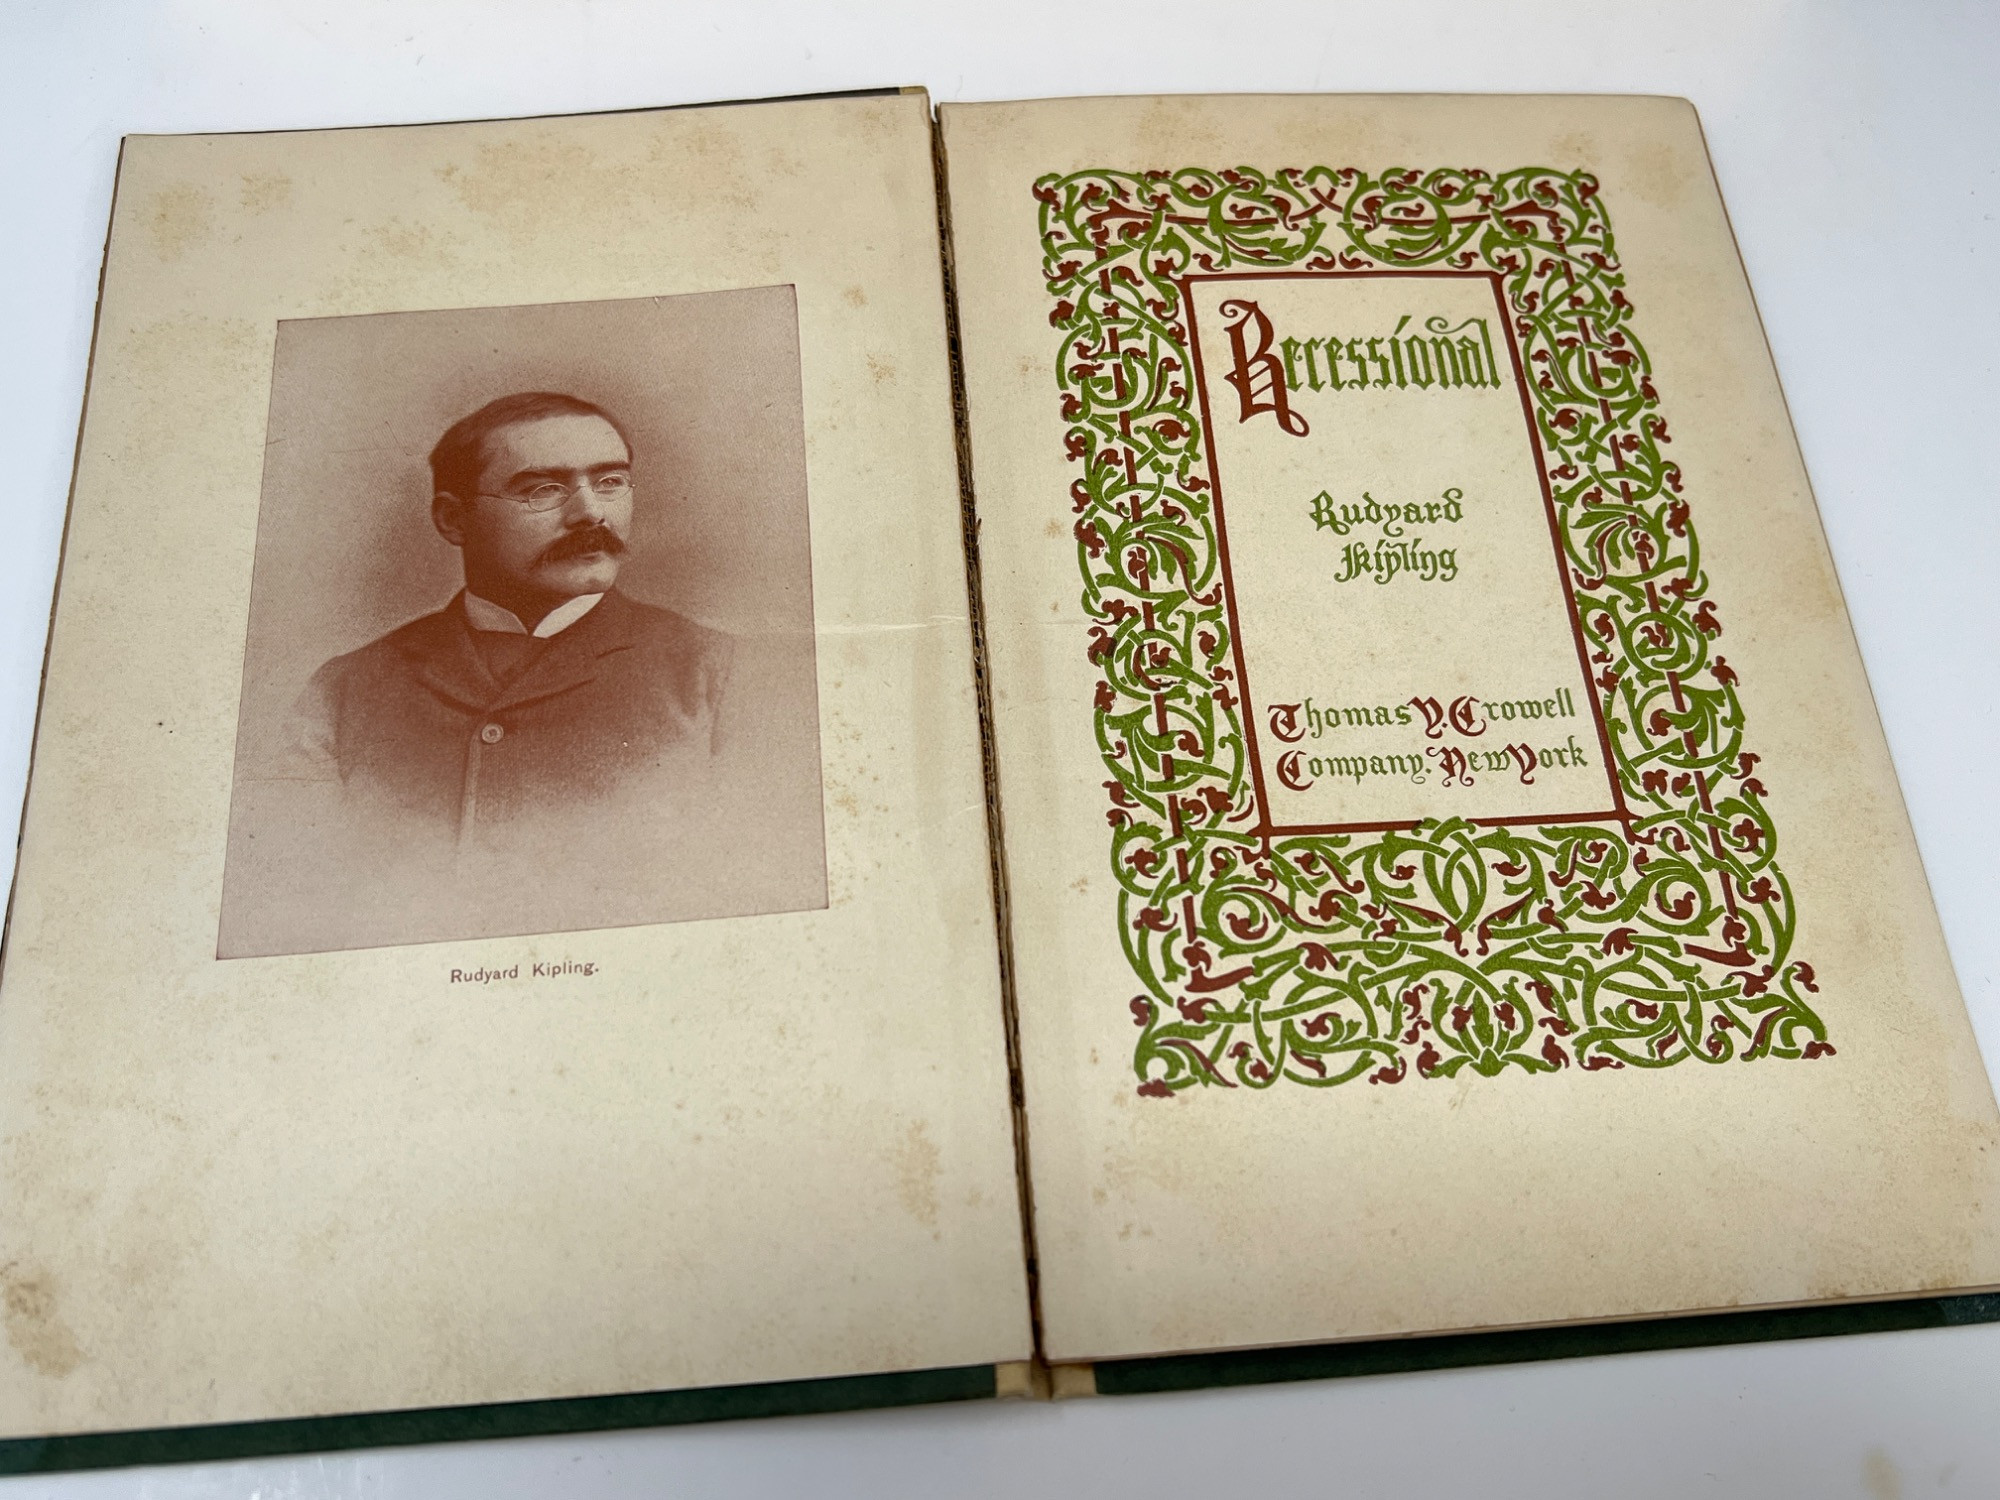 Rudyard Kipling.
Recessional
Rudyard
Kipling
Thomas Y. Crowell
Company. New York